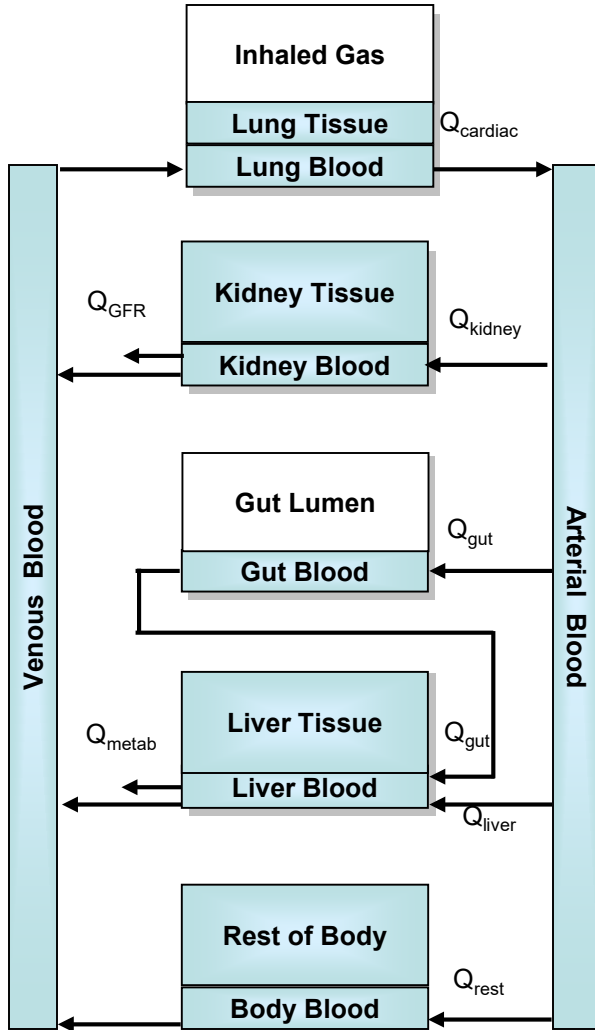 Inhaled Gas
Lung Tissue
Q_cardiac
Lung Blood
Kidney Tissue
Q_GFR
Q_kidney
Kidney Blood
Gut Lumen
Q_gut
Gut Blood
Venous Blood
Arterial Blood
Liver Tissue
Q_metab
Q_gut
Liver Blood
Q_liver
Rest of Body
Q_rest
Body Blood